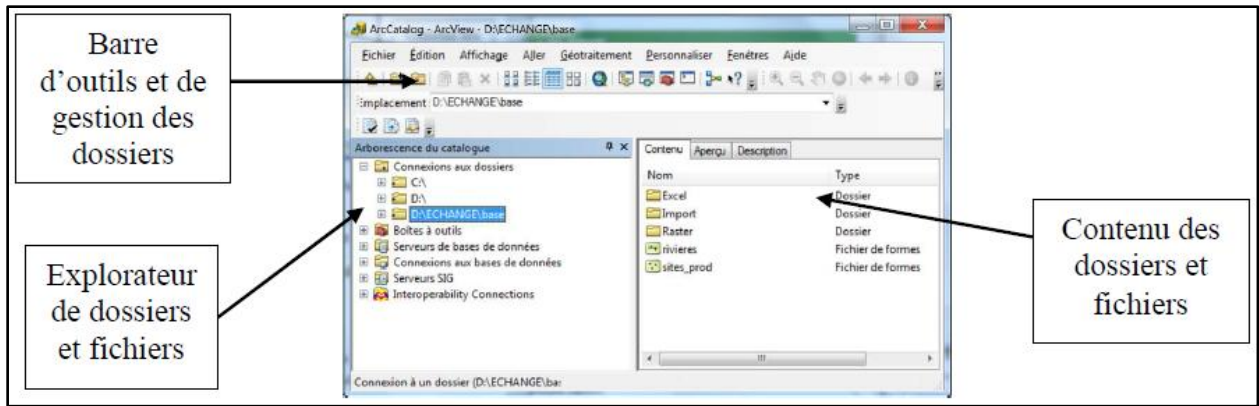 Barre
d'outils et de
gestion des
dossiers
Explorateur
de dossiers
et fichiers
ArcCatalog - ArcView - D:\ECHANGE\base
Fichier Édition Affichage Aller Géotraitement Personnaliser Fenêtres Aide
Emplacement: D:\ECHANGE\base
Arborescence du catalogue
Connexions aux dossiers
C:\
D:\
D:\ECHANGE\base
Boîtes à outils
Serveurs de bases de données
Connexions aux bases de données
Serveurs SIG
Interoperability Connections
Contenu Aperçu Description
Nom Type
Excel Dossier
Import Dossier
Raster Dossier
rivieres Fichier de formes
sites_prod Fichier de formes
Connexion à un dossier (D:\ECHANGE\bas
Contenu des
dossiers et
fichiers